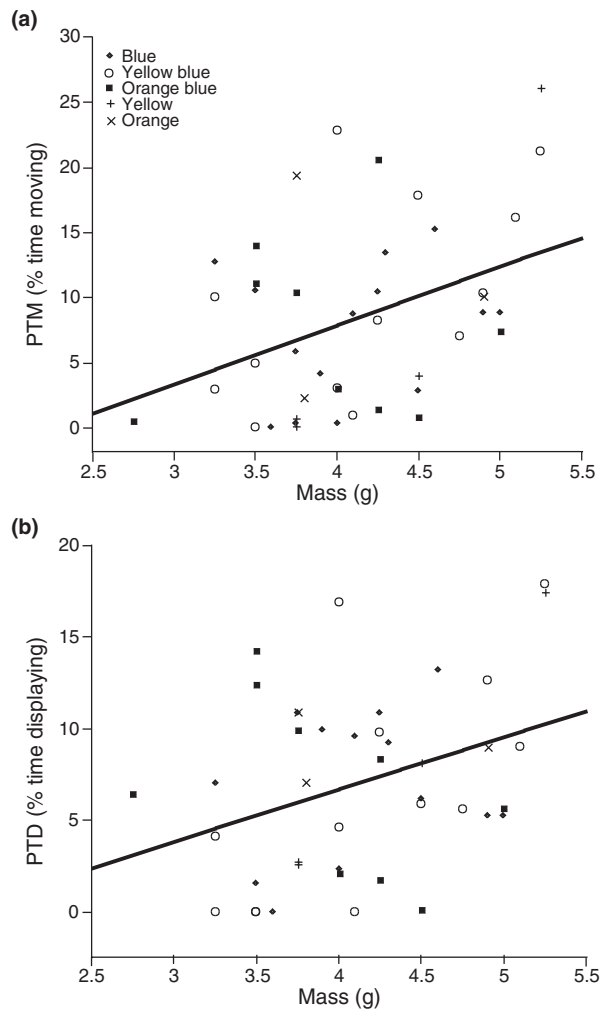 (a)
30
25
20
15
10
5
0
PTM (% time moving)
Blue
Yellow blue
Orange blue
Yellow
Orange
2.5 3 3.5 4 4.5 5 5.5
Mass (g)
(b)
20
15
10
5
0
PTD (% time displaying)
2.5 3 3.5 4 4.5 5 5.5
Mass (g)